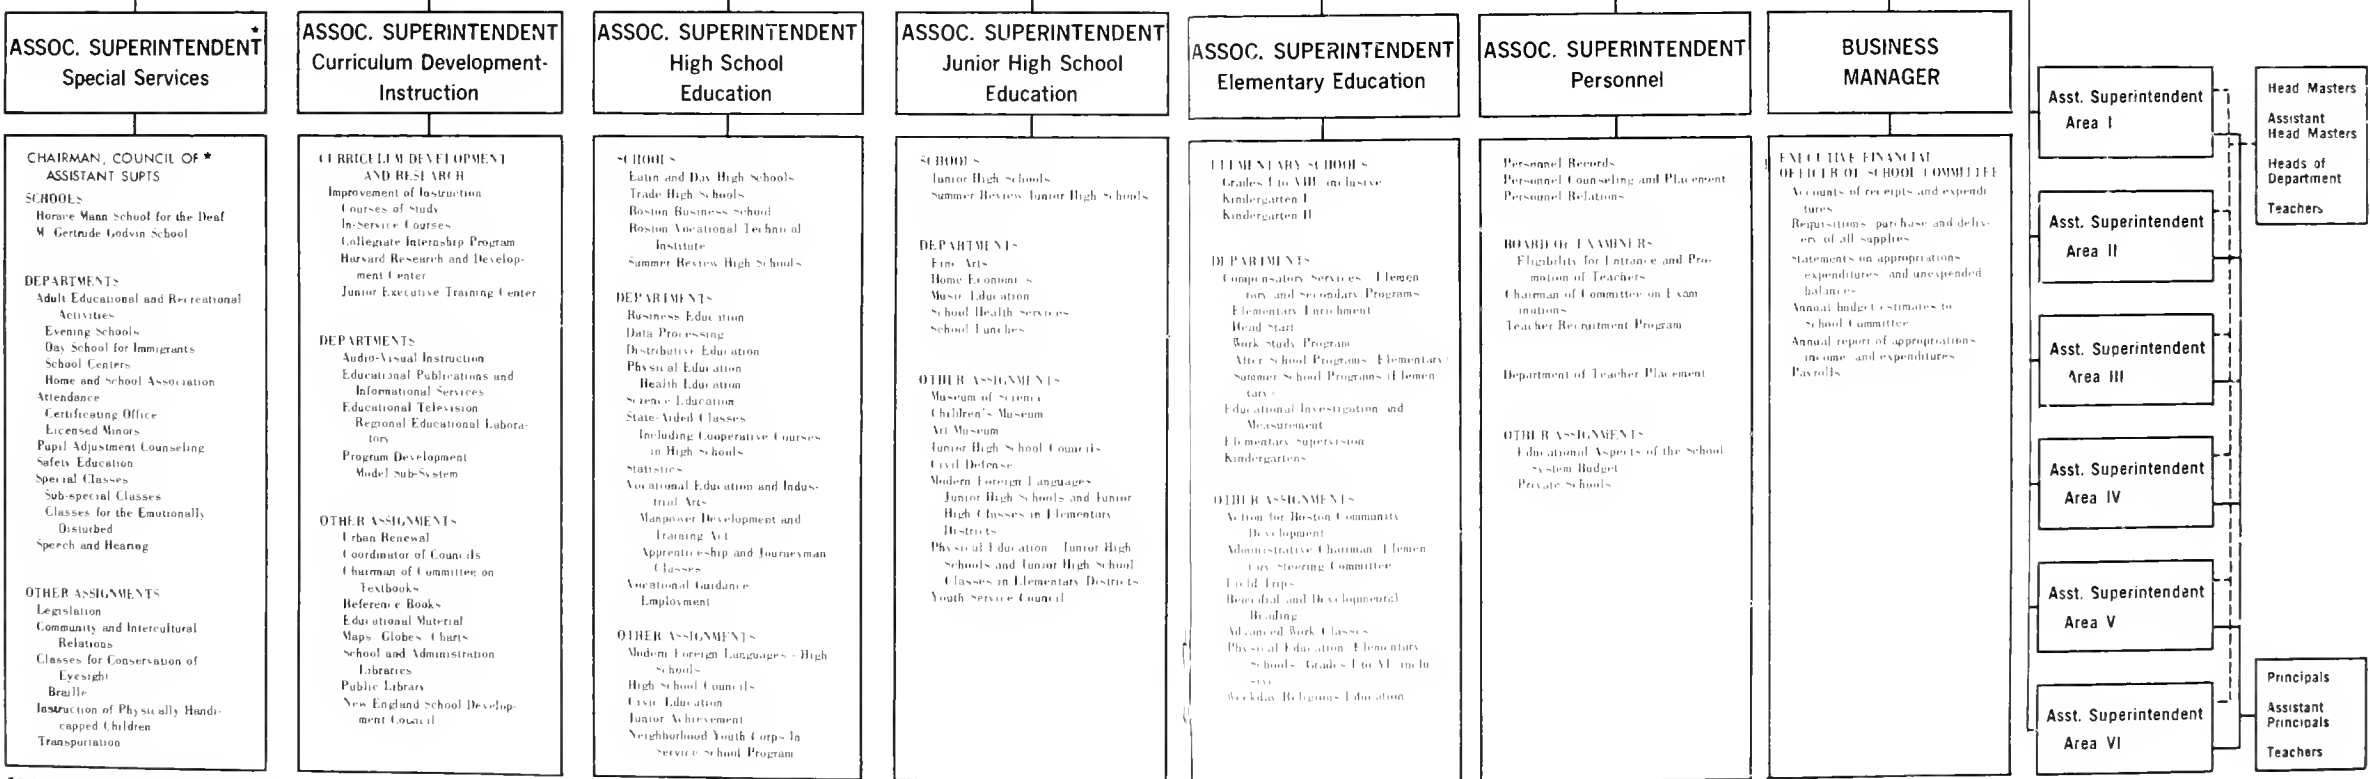 ASSOC. SUPERINTENDENT*
Special Services
CHAIRMAN, COUNCIL OF *
ASSISTANT SUPTS
SCHOOLS
Horace Mann School for the Deaf
M. Gertrude Godvin School
DEPARTMENTS
Adult Educational and Recreational
Activities
Evening Schools
Day School for Immigrants
School Centers
Home and School Association
Attendance
Certificating Office
Licensed Minors
Pupil Adjustment Counseling
Safety Education
Special Classes
Sub-special Classes
Classes for the Emotionally
Disturbed
Speech and Hearing
OTHER ASSIGNMENTS
Legislation
Community and Intercultural
Relations
Classes for Conservation of
Eyesight
Braille
Instruction of Physically Handi-
capped Children
Transportation
ASSOC. SUPERINTENDENT
Curriculum Development-
Instruction
CURRICULUM DEVELOPMENT
AND RESEARCH
Improvement of Instruction
Courses of Study
In-Service Courses
Collegiate Internship Program
Harvard Research and Develop-
ment Center
Junior Executive Training Center
DEPARTMENTS
Audio-Visual Instruction
Educational Publications and
Informational Services
Educational Television
Regional Educational Labora-
tory
Program Development
Model Sub-System
OTHER ASSIGNMENTS
Urban Renewal
Coordinator of Councils
Chairman of Committee on
Textbooks
Reference Books
Educational Material
Maps Globes Charts
School and Administration
Libraries
Public Library
New England School Develop-
ment Council
ASSOC. SUPERINTENDENT
High School
Education
SCHOOLS
Latin and Day High Schools
Trade High Schools
Boston Business School
Boston Vocational Technical
Institute
Summer Review High Schools
DEPARTMENTS
Business Education
Data Processing
Distributive Education
Physical Education
Health Education
Science Education
State-Aided Classes
Including Cooperative Courses
in High Schools
Statistics
Vocational Education and Indus-
trial Arts
Manpower Development and
Training Act
Apprenticeship and Journeyman
Classes
Vocational Guidance
Employment
OTHER ASSIGNMENTS
Modern Foreign Languages - High
Schools
High School Councils
Civic Education
Junior Achievement
Neighborhood Youth Corps In
Service School Program
ASSOC. SUPERINTENDENT
Junior High School
Education
SCHOOLS
Junior High Schools
Summer Review Junior High Schools
DEPARTMENTS
Fine Arts
Home Economics
Music Education
School Health Services
School Lunches
OTHER ASSIGNMENTS
Museum of Science
Children's Museum
Art Museum
Junior High School Councils
Civil Defense
Modern Foreign Languages
Junior High Schools and Junior
High Classes in Elementary
Districts
Physical Education Junior High
Schools and Junior High School
Classes in Elementary Districts
Youth Service Council
ASSOC. SUPERINTENDENT
Elementary Education
ELEMENTARY SCHOOLS
Grades I to VIII inclusive
Kindergarten I
Kindergarten II
DEPARTMENTS
Compensatory Services Elemen
tary and Secondary Programs
Elementary Enrichment
Head Start
Work Study Program
After School Programs Elementary)
Summer School Programs (Elemen
tary)
Educational Investigation and
Measurement
Elementary Supervision
Kindergartens
OTHER ASSIGNMENTS
Action for Boston Community
Development
Administrative Chairman Elemen
tary Steering Committee
Field Trips
Remedial and Developmental
Reading
Advanced Work Classes
Physical Education Elementary
Schools Grades I to VI inclu
sive
Weekday Religious Education
ASSOC. SUPERINTENDENT
Personnel
Personnel Records
Personnel Counseling and Placement
Personnel Relations
BOARD OF EXAMINERS
Eligibility for Entrance and Pro-
motion of Teachers
Chairman of Committee on Exam
inations
Teacher Recruitment Program
Department of Teacher Placement
OTHER ASSIGNMENTS
Educational Aspects of the School
System Budget
Private Schools
BUSINESS
MANAGER
EXECUTIVE FINANCIAL
OFFICER OF SCHOOL COMMITTEE
Accounts of receipts and expendi
tures
Requisitions purchase and deliv-
ery of all supplies
Statements on appropriations
expenditures and unexpended
balances
Annual budget estimates to
School Committee
Annual report of appropriations
income and expenditures
Payrolls
Asst. Superintendent
Area I
Asst. Superintendent
Area II
Asst. Superintendent
Area III
Asst. Superintendent
Area IV
Asst. Superintendent
Area V
Asst. Superintendent
Area VI
Head Masters
Assistant
Head Masters
Heads of
Department
Teachers
Principals
Assistant
Principals
Teachers